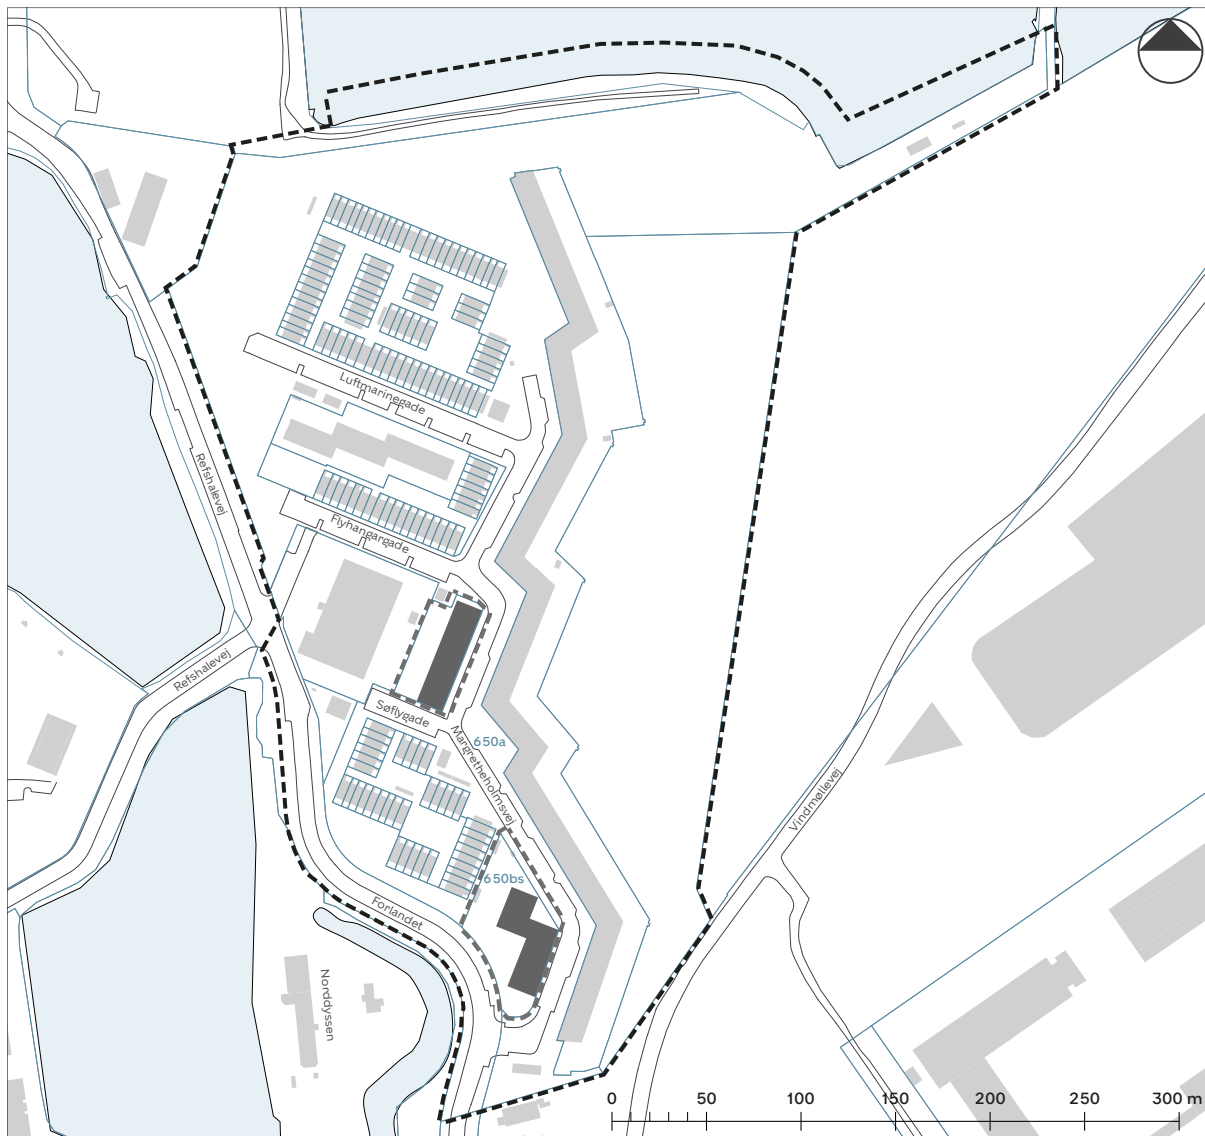 Luftmarinegade
Refshalevej
Flyhangargade
Refshalevej
Søflygade
Margretheholmsvej
650a
Vindmøllevej
650bs
Forlandet
Norddyssen
0 50 100 150 200 250 300 m